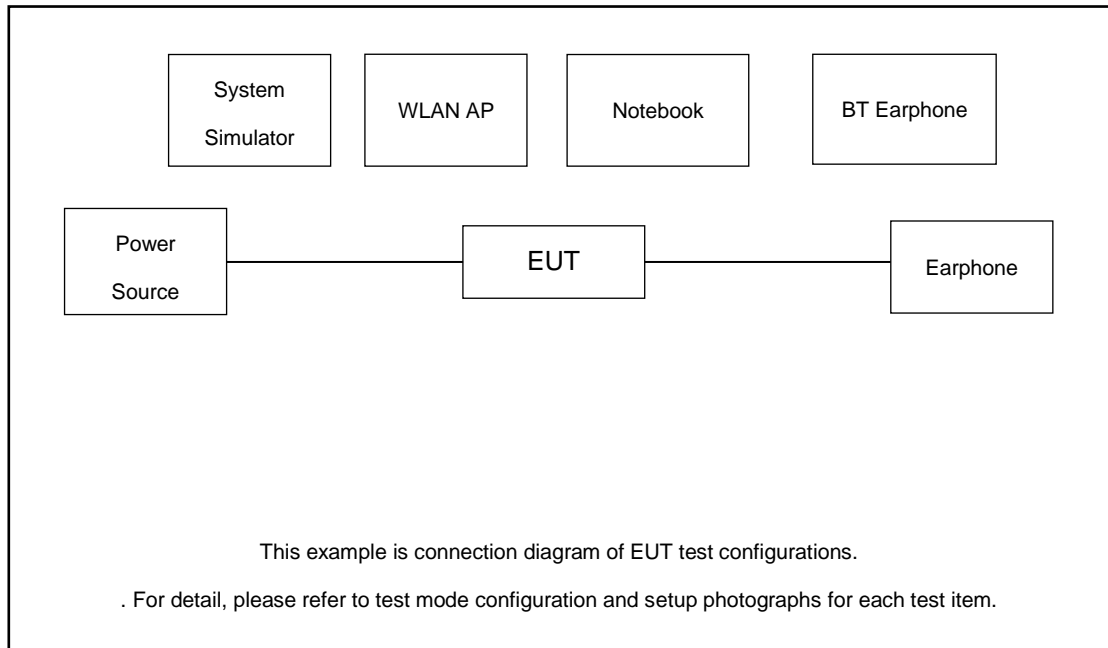 System
Simulator
WLAN AP
Notebook
BT Earphone
Power
Source
EUT
Earphone
This example is connection diagram of EUT test configurations.
. For detail, please refer to test mode configuration and setup photographs for each test item.